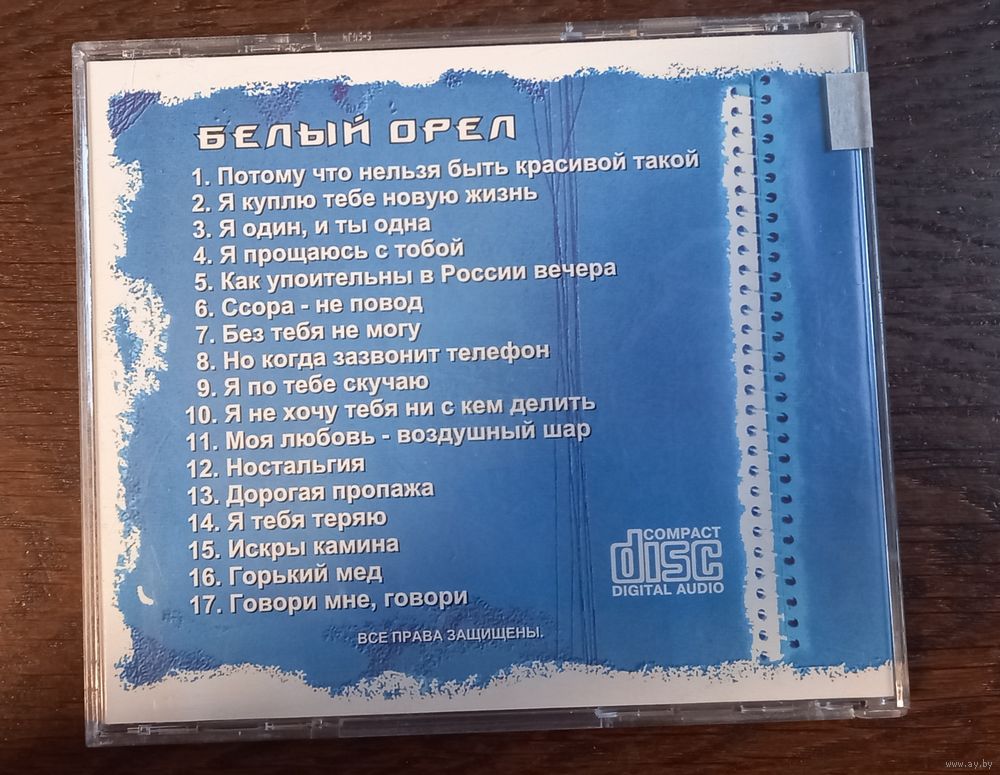 БЕЛЫЙ ОРЕЛ
1. Потому что нельзя быть красивой такой
2. Я куплю тебе новую жизнь
3. Я один, и ты одна
4. Я прощаюсь с тобой
5. Как упоительны в России вечера
6. Ссора - не повод
7. Без тебя не могу
8. Но когда зазвонит телефон
9. Я по тебе скучаю
10. Я не хочу тебя ни с кем делить
11. Моя любовь - воздушный шар
12. Ностальгия
13. Дорогая пропажа
14. Я тебя теряю
15. Искры камина
16. Горький мед
17. Говори мне, говори
COMPACT
disc
DIGITAL AUDIO
ВСЕ ПРАВА ЗАЩИЩЕНЫ.
www.ay.by